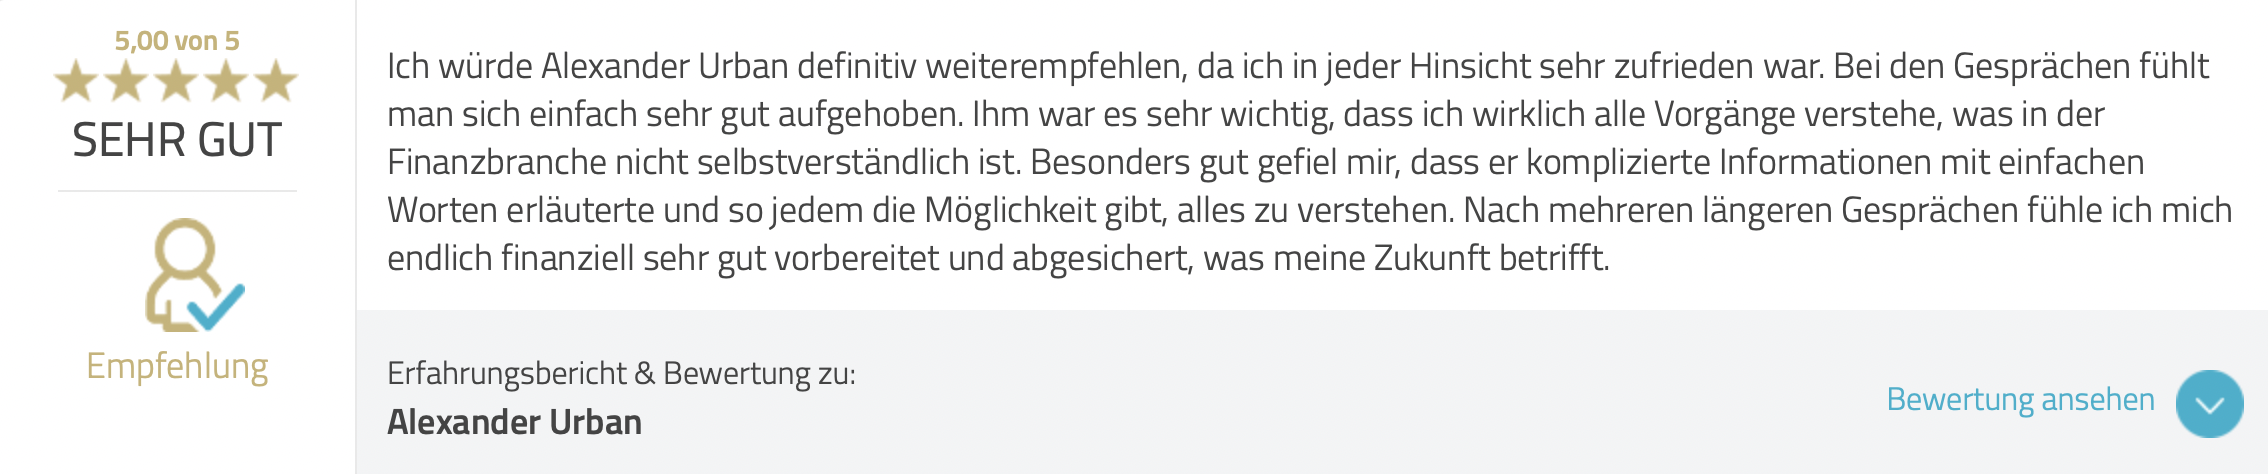 5,00 von 5
SEHR GUT
Empfehlung
Ich würde Alexander Urban definitiv weiterempfehlen, da ich in jeder Hinsicht sehr zufrieden war. Bei den Gesprächen fühlt
man sich einfach sehr gut aufgehoben. Ihm war es sehr wichtig, dass ich wirklich alle Vorgänge verstehe, was in der
Finanzbranche nicht selbstverständlich ist. Besonders gut gefiel mir, dass er komplizierte Informationen mit einfachen
Worten erläuterte und so jedem die Möglichkeit gibt, alles zu verstehen. Nach mehreren längeren Gesprächen fühle ich mich
endlich finanziell sehr gut vorbereitet und abgesichert, was meine Zukunft betrifft.
Erfahrungsbericht & Bewertung zu:
Alexander Urban
Bewertung ansehen